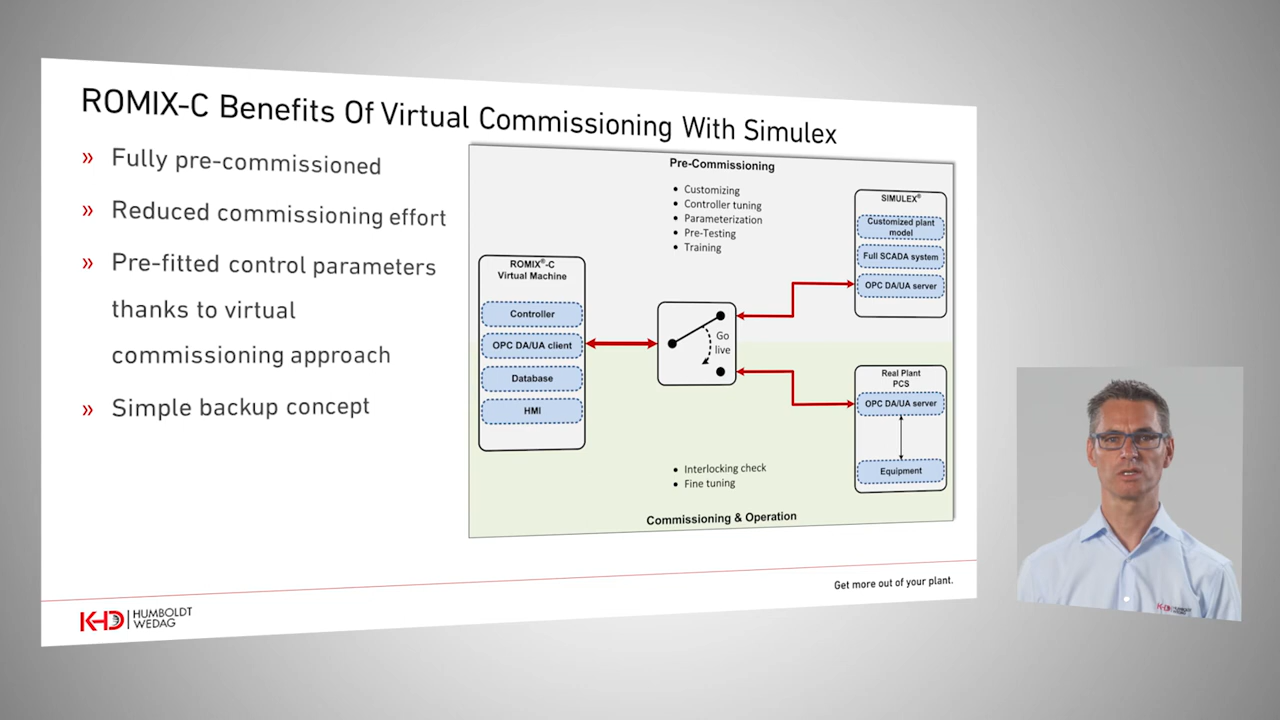 ROMIX-C Benefits Of Virtual Commissioning With Simulex
» Fully pre-commissioned
» Reduced commissioning effort
» Pre-fitted control parameters
thanks to virtual
commissioning approach
» Simple backup concept
Pre-Commissioning
• Customizing
• Controller tuning
• Parameterization
• Pre-Testing
• Training
ROMIX®-C
Virtual Machine
Controller
OPC DA/UA client
Database
HMI
Go
live
SIMULEX®
Customized plant
model
Full SCADA system
OPC DA/UA server
Real Plant
PCS
OPC DA/UA server
Equipment
• Interlocking check
• Fine tuning
Commissioning & Operation
Get more out of your plant.
KHD HUMBOLDT
WEDAG
KHD HUMBOLDT
WEDAG